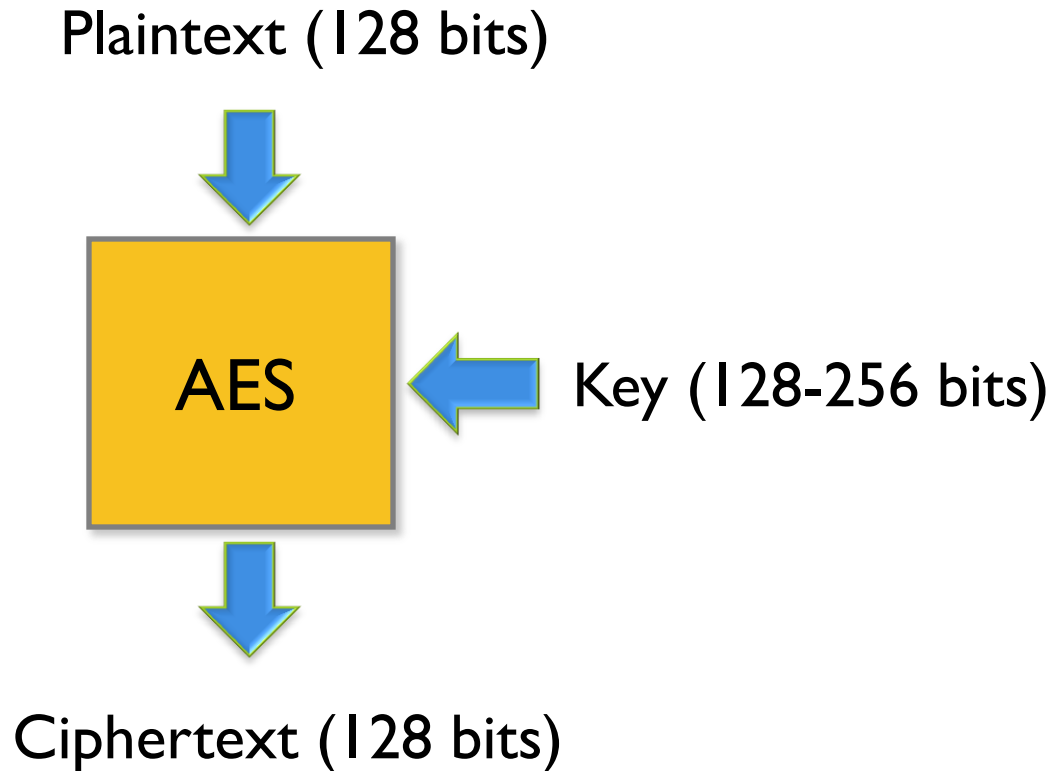 Plaintext (128 bits)
AES
Key (128-256 bits)
Ciphertext (128 bits)